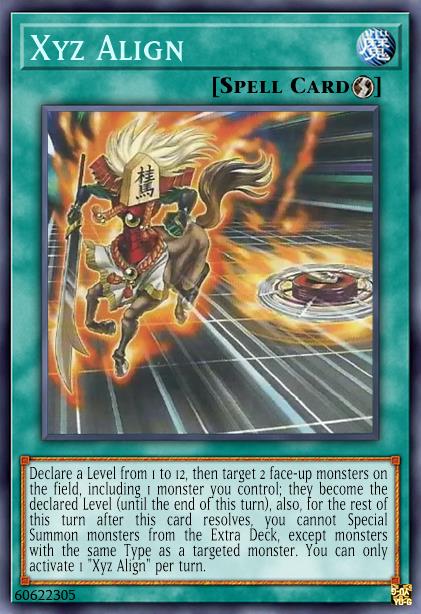 Xyz Align
魔
[Spell Card]
桂
馬
Declare a Level from 1 to 12, then target 2 face-up monsters on
the field, including 1 monster you control; they become the
declared Level (until the end of this turn), also, for the rest of
this turn after this card resolves, you cannot Special
Summon monsters from the Extra Deck, except monsters
with the same Type as a targeted monster. You can only
activate 1 "Xyz Align" per turn.
60622305